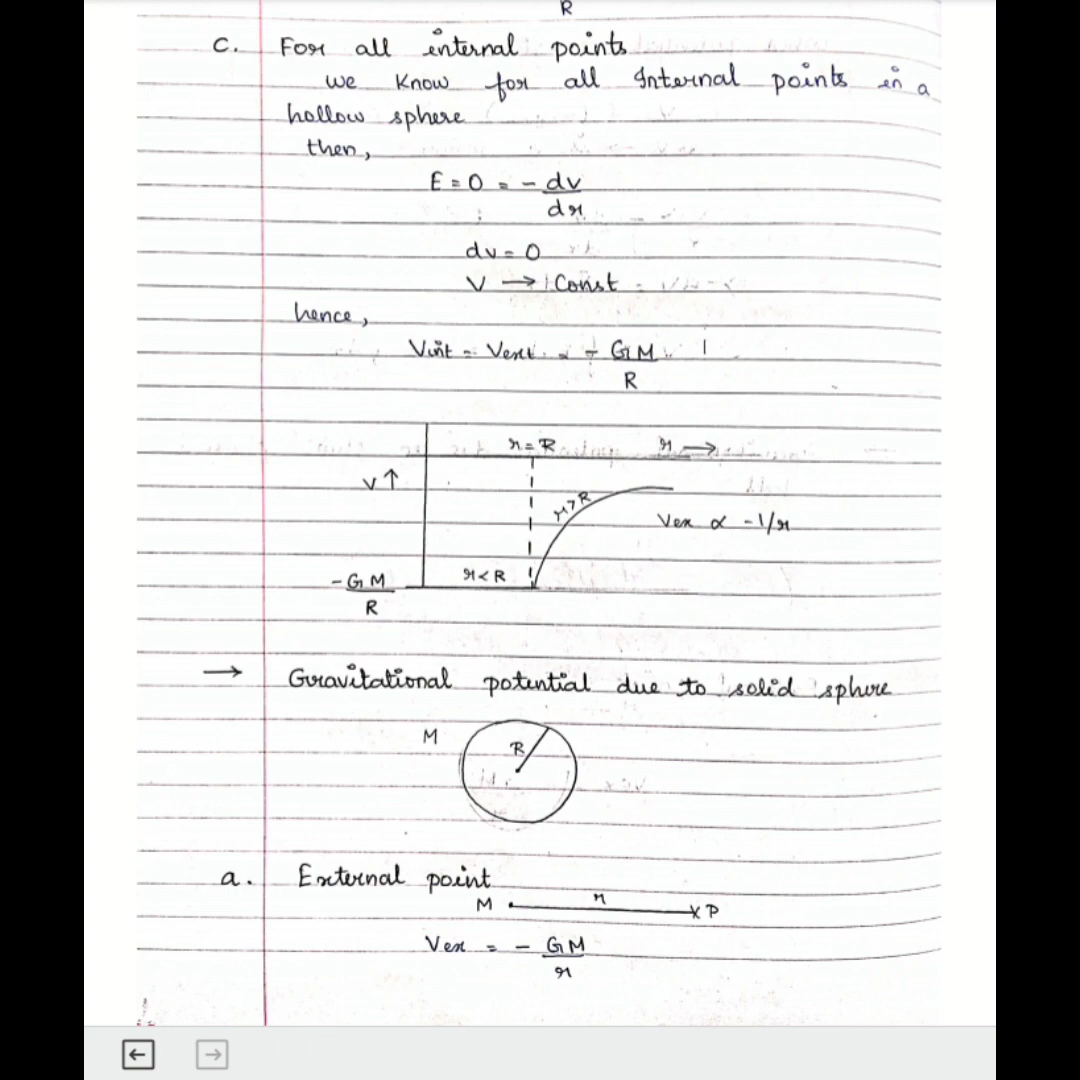 R
C. For all internal points
we know for all Internal points in a
hollow sphere
then,
E = 0 = - dv/dr
dv = 0
V → Const
hence,
Vint = Vext = - GM/R
r = R r →
V ↑
r > R
Vex ∝ -1/r
r < R
-GM/R
→ Gravitational potential due to solid sphere
M
R
a. External point
M r P
Vex = - GM/r